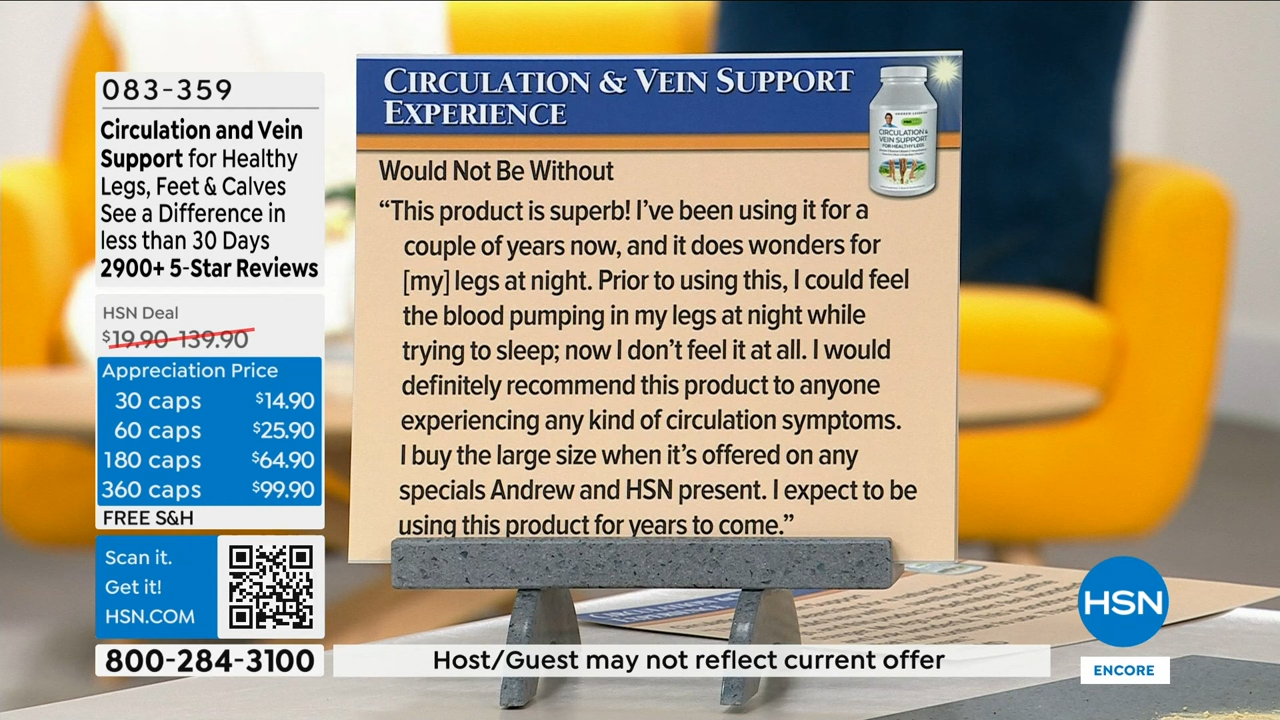 083-359
Circulation and Vein
Support for Healthy
Legs, Feet & Calves
See a Difference in
less than 30 Days
2900+ 5-Star Reviews
HSN Deal
$19.90-139.90
Appreciation Price
30 caps $14.90
60 caps $25.90
180 caps $64.90
360 caps $99.90
FREE S&H
Scan it.
Get it!
HSN.COM
800-284-3100
CIRCULATION & VEIN SUPPORT
EXPERIENCE
CIRCULATION &
VEIN SUPPORT
FOR HEALTHY LEGS
Would Not Be Without
“This product is superb! I’ve been using it for a
couple of years now, and it does wonders for
[my] legs at night. Prior to using this, I could feel
the blood pumping in my legs at night while
trying to sleep; now I don’t feel it at all. I would
definitely recommend this product to anyone
experiencing any kind of circulation symptoms.
I buy the large size when it’s offered on any
specials Andrew and HSN present. I expect to be
using this product for years to come.”
Host/Guest may not reflect current offer
HSN
ENCORE